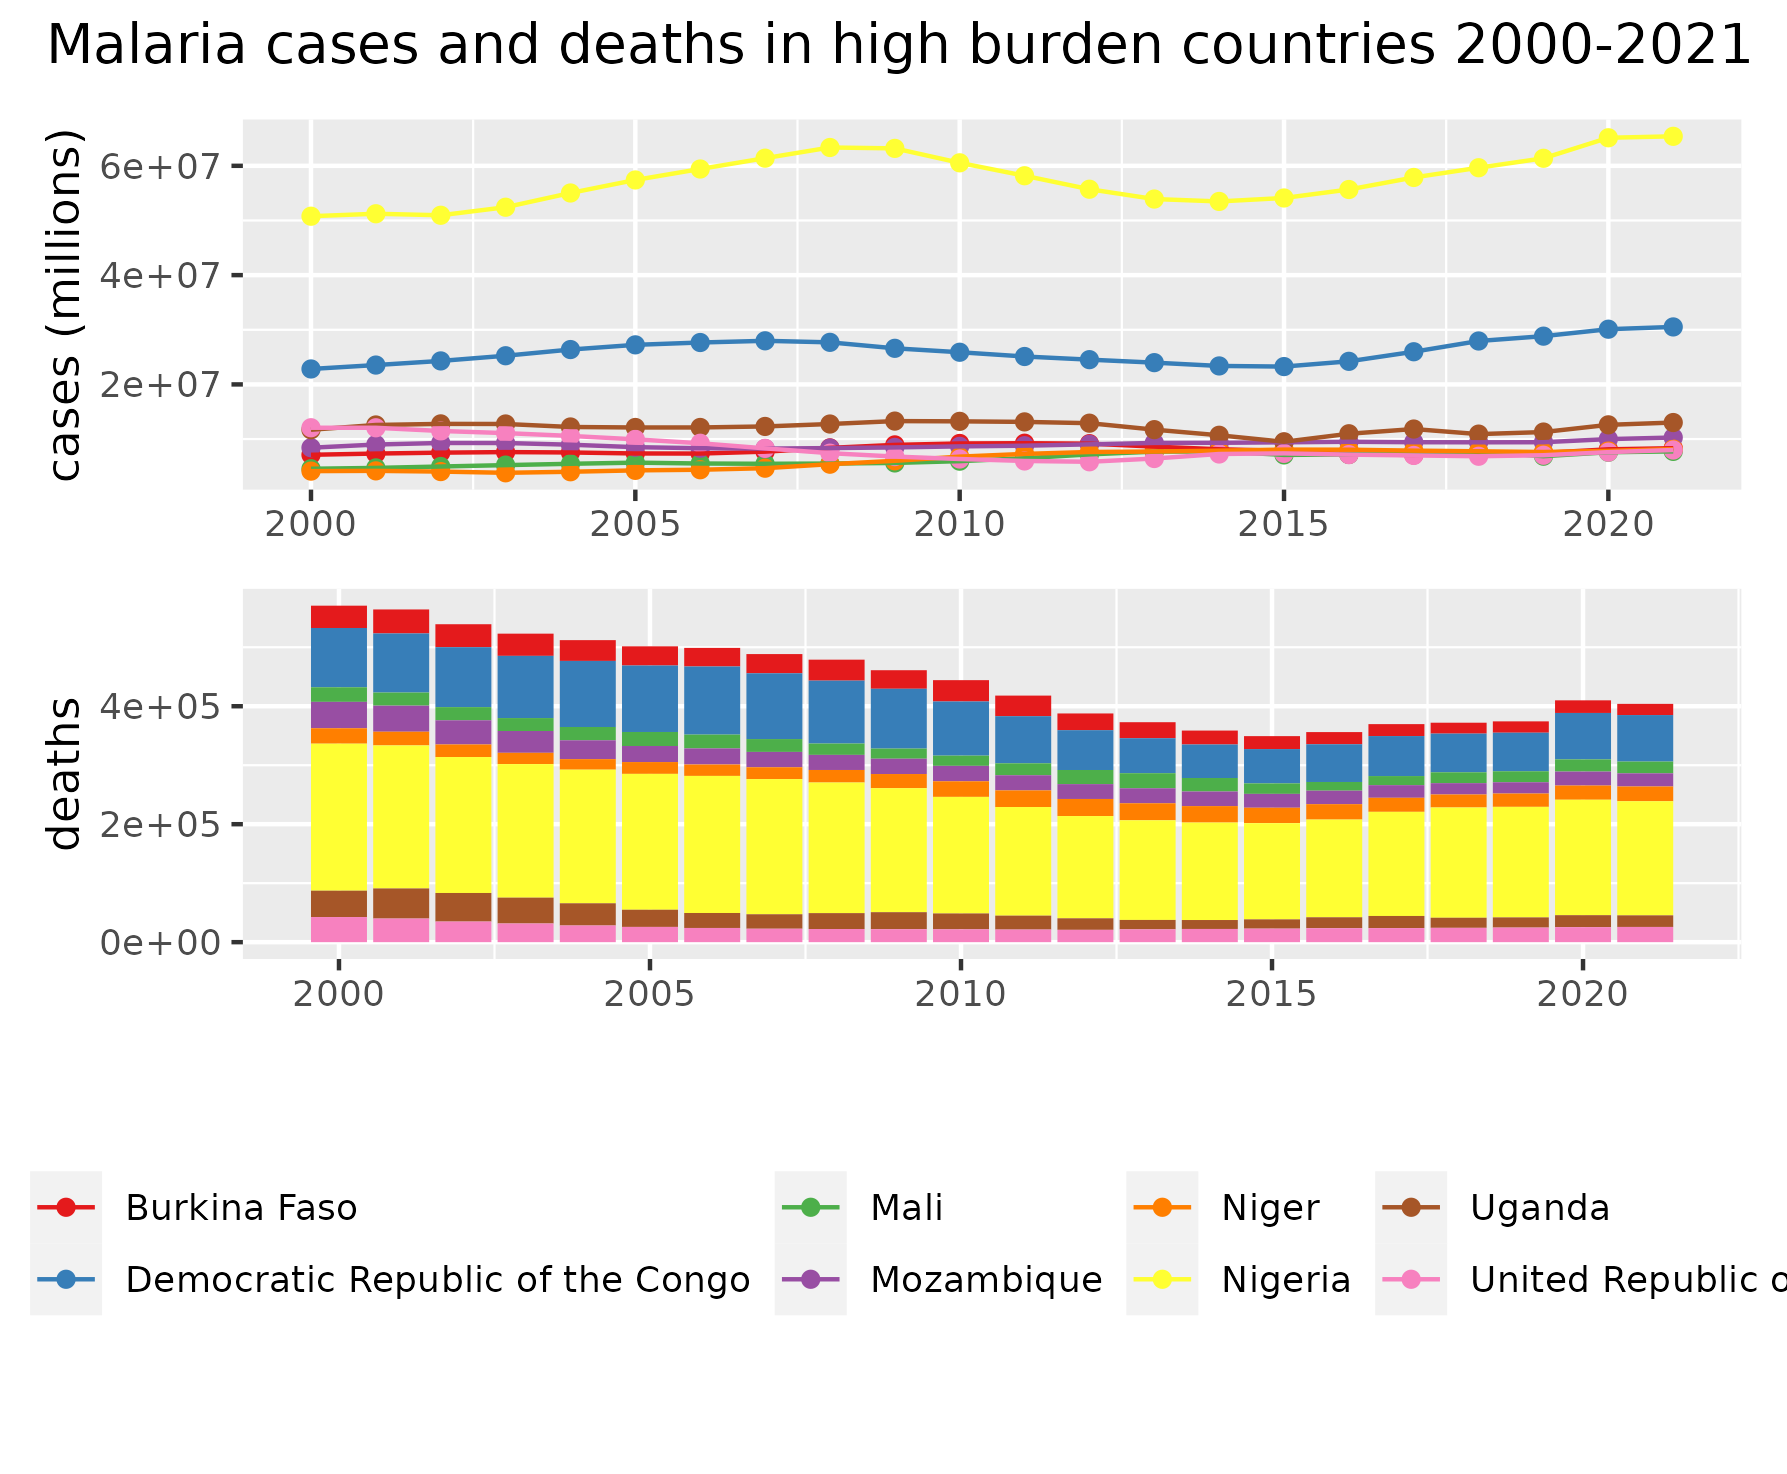 Malaria cases and deaths in high burden countries 2000-2021
cases (millions)
6e+07
4e+07
2e+07
2000 2005 2010 2015 2020
deaths
4e+05
2e+05
0e+00
2000 2005 2010 2015 2020
Burkina Faso Mali Niger Uganda
Democratic Republic of the Congo Mozambique Nigeria United Republic